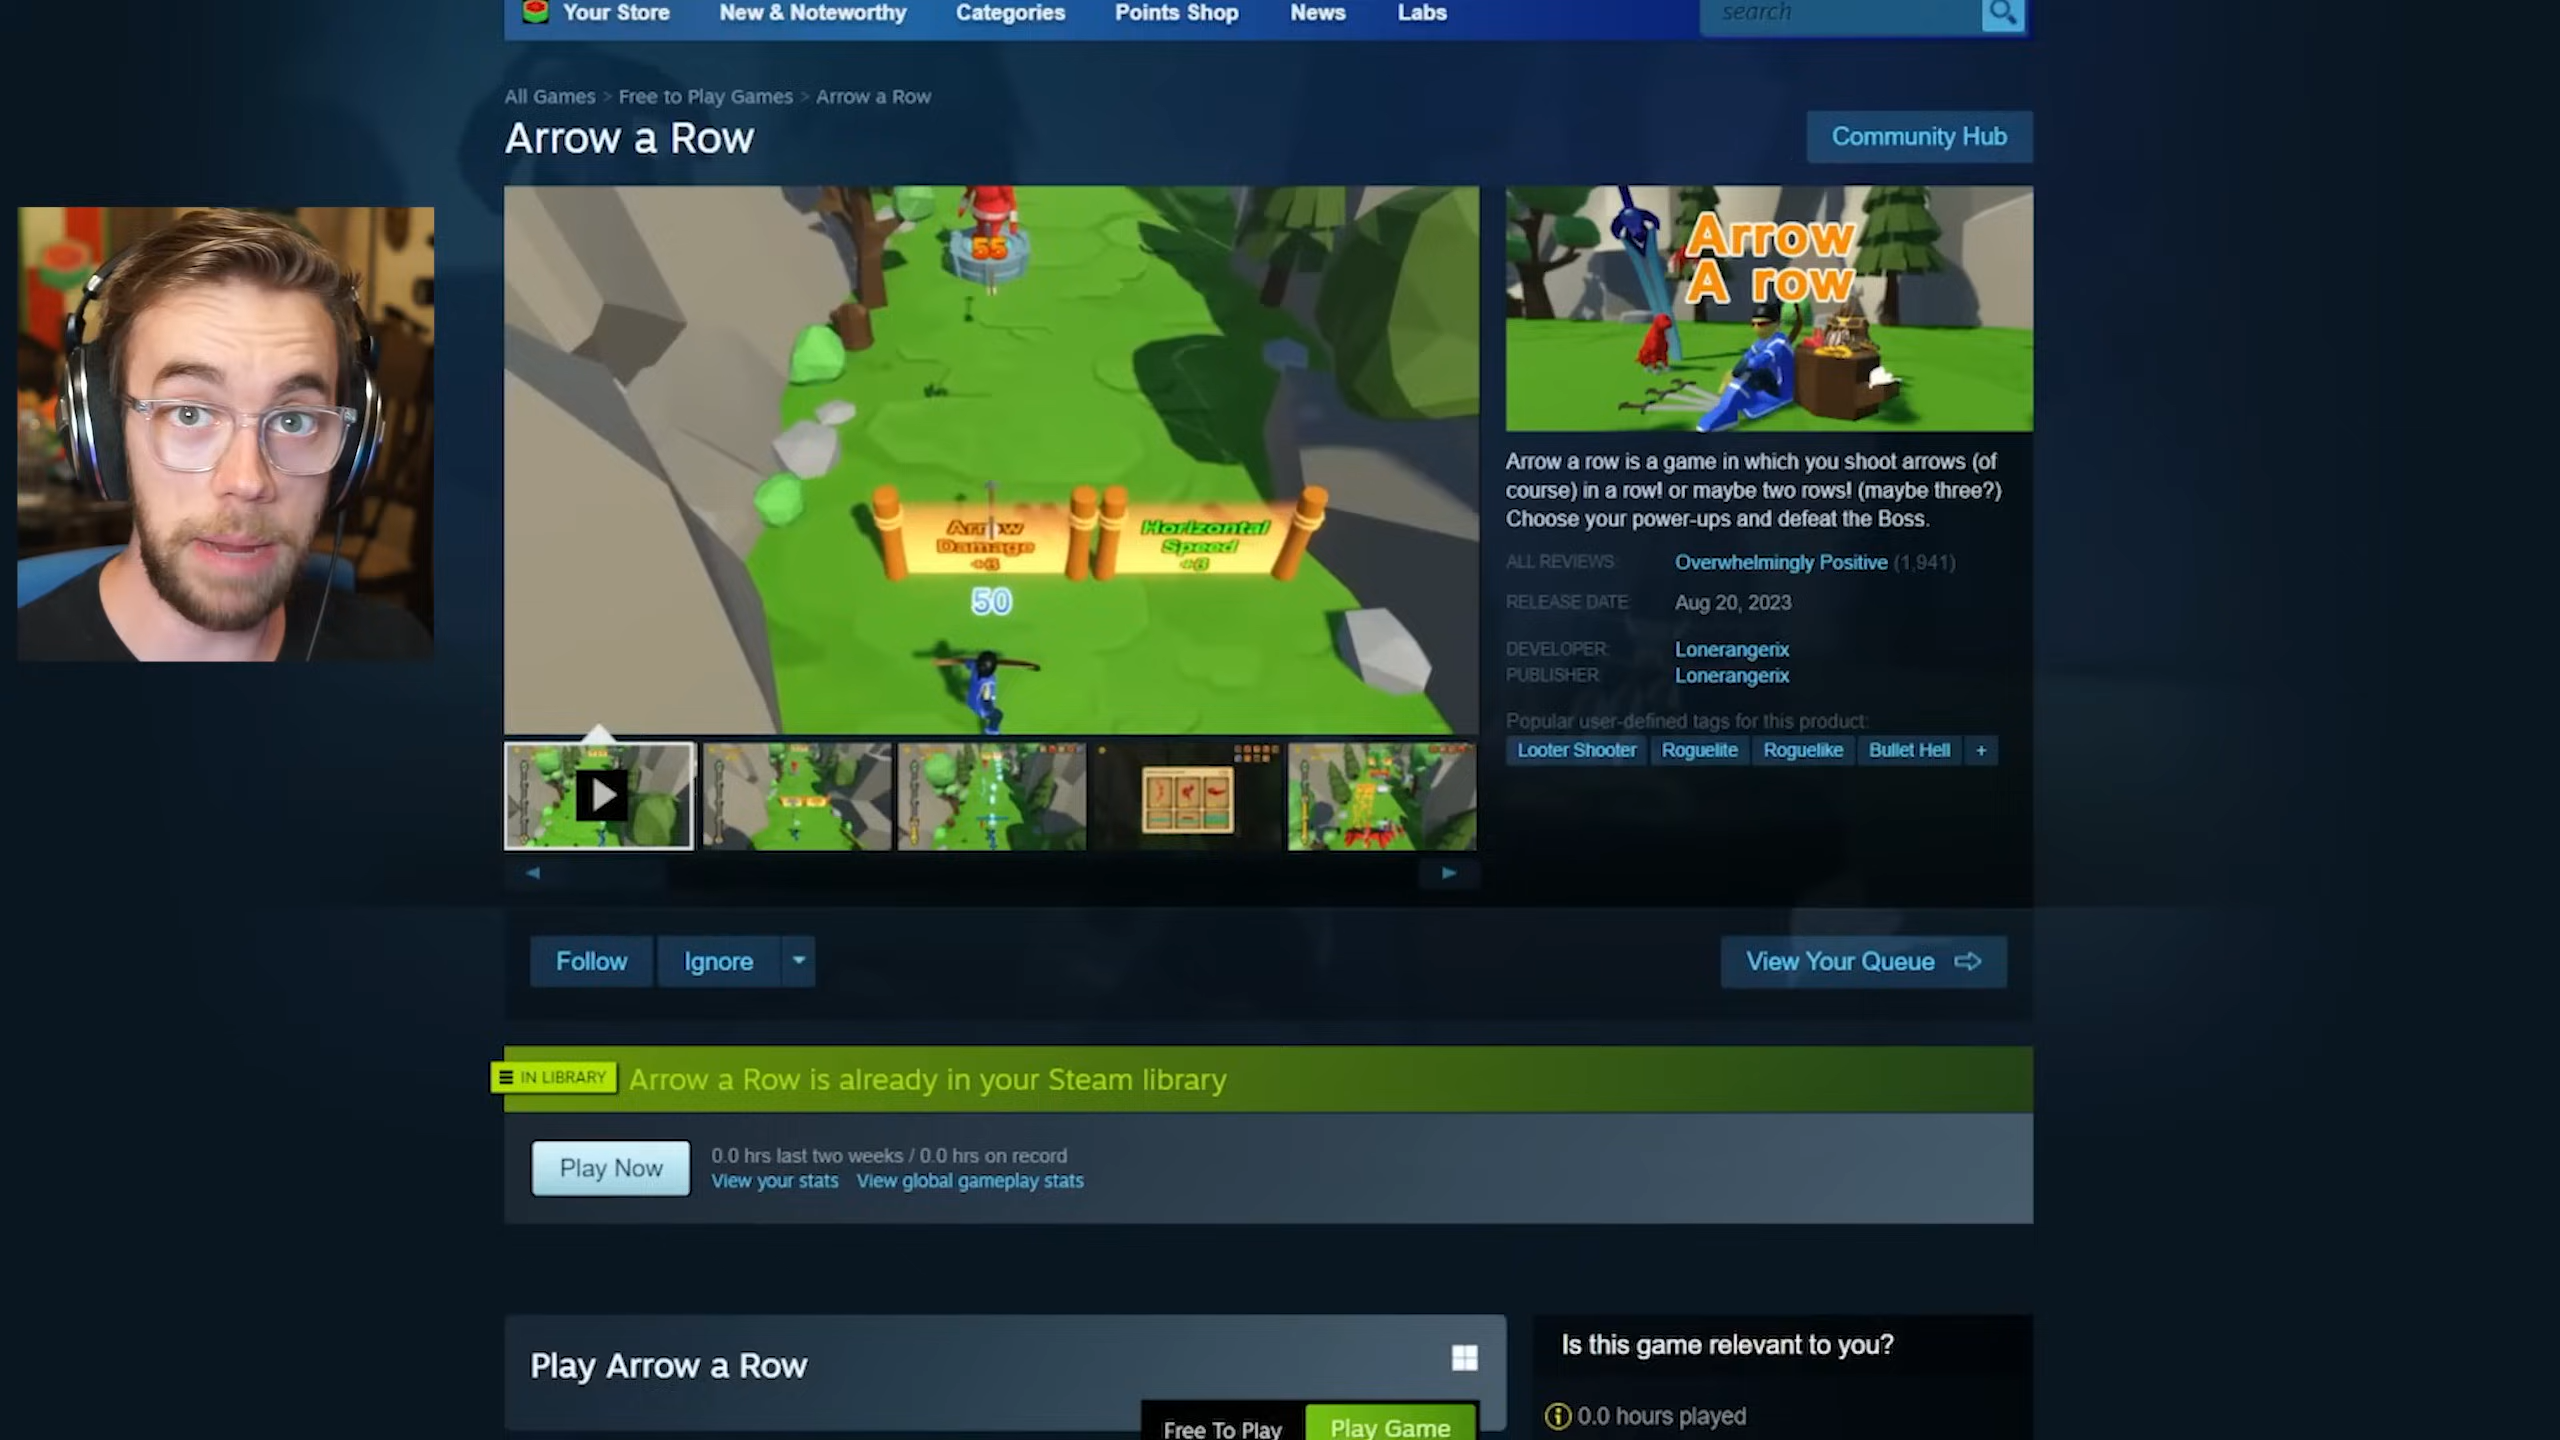 Your Store
New & Noteworthy
Categories
Points Shop
News
Labs
search
All Games > Free to Play Games > Arrow a Row
Arrow a Row
Community Hub
55
Arrow
Damage
+6
Horizontal
Speed
+6
50
Arrow
A row
Arrow a row is a game in which you shoot arrows (of
course) in a row! or maybe two rows! (maybe three?)
Choose your power-ups and defeat the Boss.
ALL REVIEWS: Overwhelmingly Positive (1,941)
RELEASE DATE: Aug 20, 2023
DEVELOPER: Lonerangerix
PUBLISHER: Lonerangerix
Popular user-defined tags for this product:
Looter Shooter Roguelite Roguelike Bullet Hell +
Follow
Ignore
View Your Queue
IN LIBRARY
Arrow a Row is already in your Steam library
Play Now
0.0 hrs last two weeks / 0.0 hrs on record
View your stats View global gameplay stats
Play Arrow a Row
Free To Play
Play Game
Is this game relevant to you?
0.0 hours played